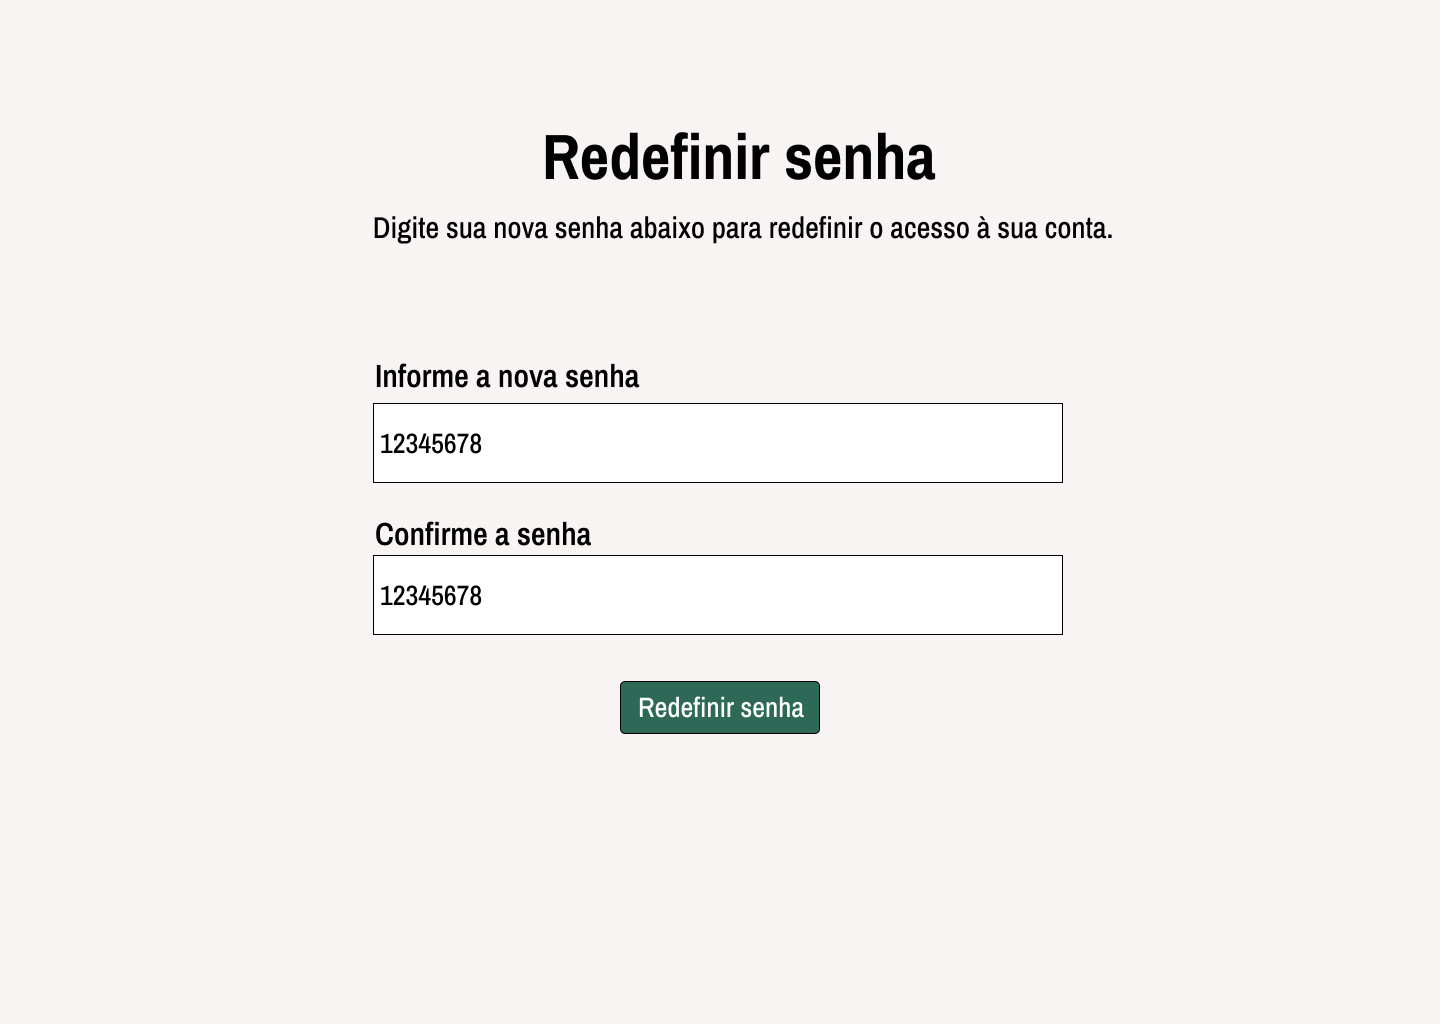 Redefinir senha
Digite sua nova senha abaixo para redefinir o acesso à sua conta.
Informe a nova senha
12345678
Confirme a senha
12345678
Redefinir senha